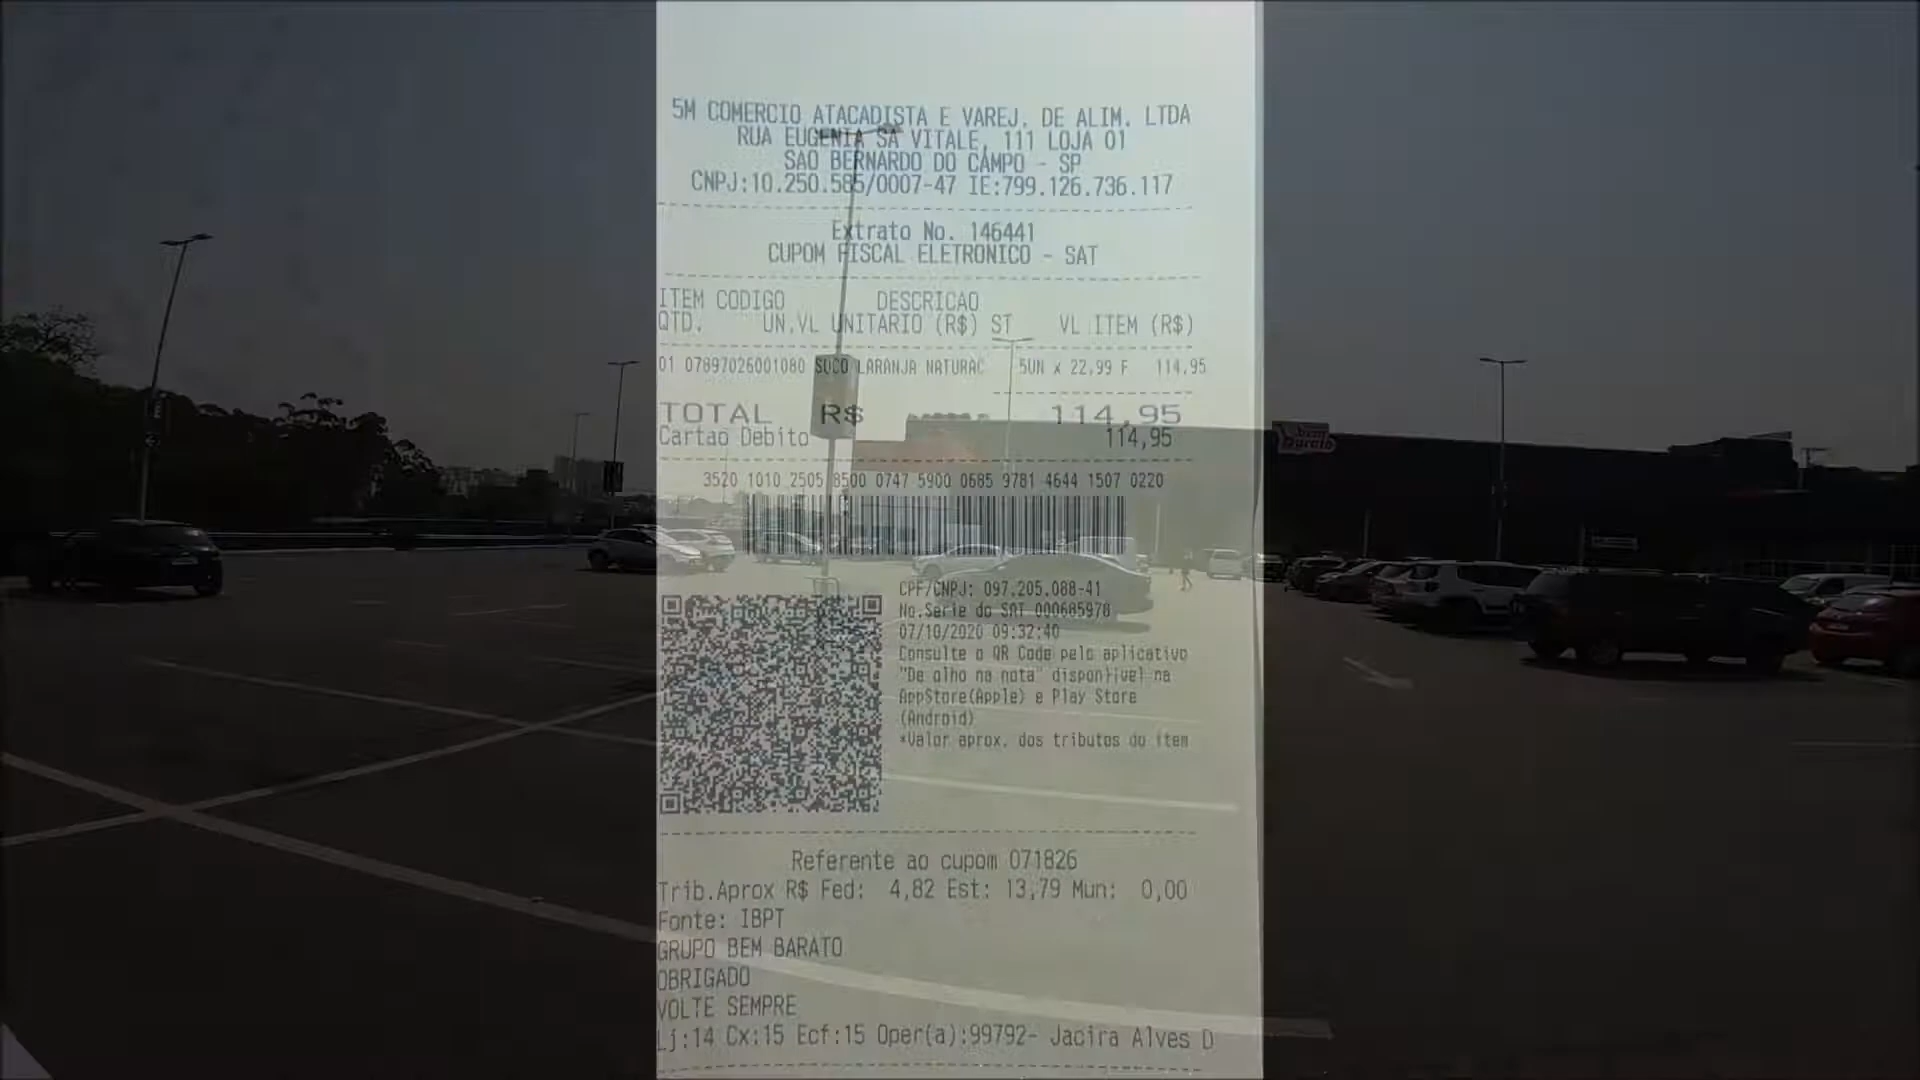 5M COMERCIO ATACADISTA E VAREJ. DE ALIM. LTDA
RUA EUGENIA SA VITALE, 111 LOJA 01
SAO BERNARDO DO CAMPO - SP
CNPJ:10.250.585/0007-47 IE:799.126.736.117
Extrato No. 146441
CUPOM FISCAL ELETRONICO - SAT
ITEM CODIGO DESCRICAO
QTD. UN.VL UNITARIO (R$) ST VL ITEM (R$)
01 07897026001080 SUCO LARANJA NATURAC 5UN x 22,99 F 114,95
TOTAL R$ 114,95
Cartao Debito 114,95
3520 1010 2505 8500 0747 5900 0685 9781 4644 1507 0220
CPF/CNPJ: 097.205.088-41
No.Serie do SAT 000685978
07/10/2020 09:32:40
Consulte o QR Code pelo aplicativo
"De olho na nota" disponivel na
AppStore(Apple) e Play Store
(Android)
*Valor aprox. dos tributos do item
Referente ao cupom 071826
Trib.Aprox R$ Fed: 4,82 Est: 13,79 Mun: 0,00
Fonte: IBPT
GRUPO BEM BARATO
OBRIGADO
VOLTE SEMPRE
Lj:14 Cx:15 Ecf:15 Oper(a):99792- Jacira Alves D
bem
barato